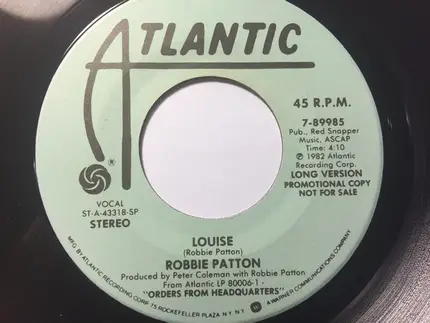 ATLANTIC
®
45 R.P.M.
7-89985
Pub., Red Snapper
Music, ASCAP
Time: 4:10
℗ 1982 Atlantic
Recording Corp.
LONG VERSION
PROMOTIONAL COPY
NOT FOR SALE
VOCAL
ST-A-43318-SP
STEREO
LOUISE
(Robbie Patton)
ROBBIE PATTON
Produced by Peter Coleman with Robbie Patton
From Atlantic LP 80006-1 -
"ORDERS FROM HEADQUARTERS"
MFG. BY ATLANTIC RECORDING CORP. 75 ROCKEFELLER PLAZA N.Y. N.Y. A WARNER COMMUNICATIONS COMPANY